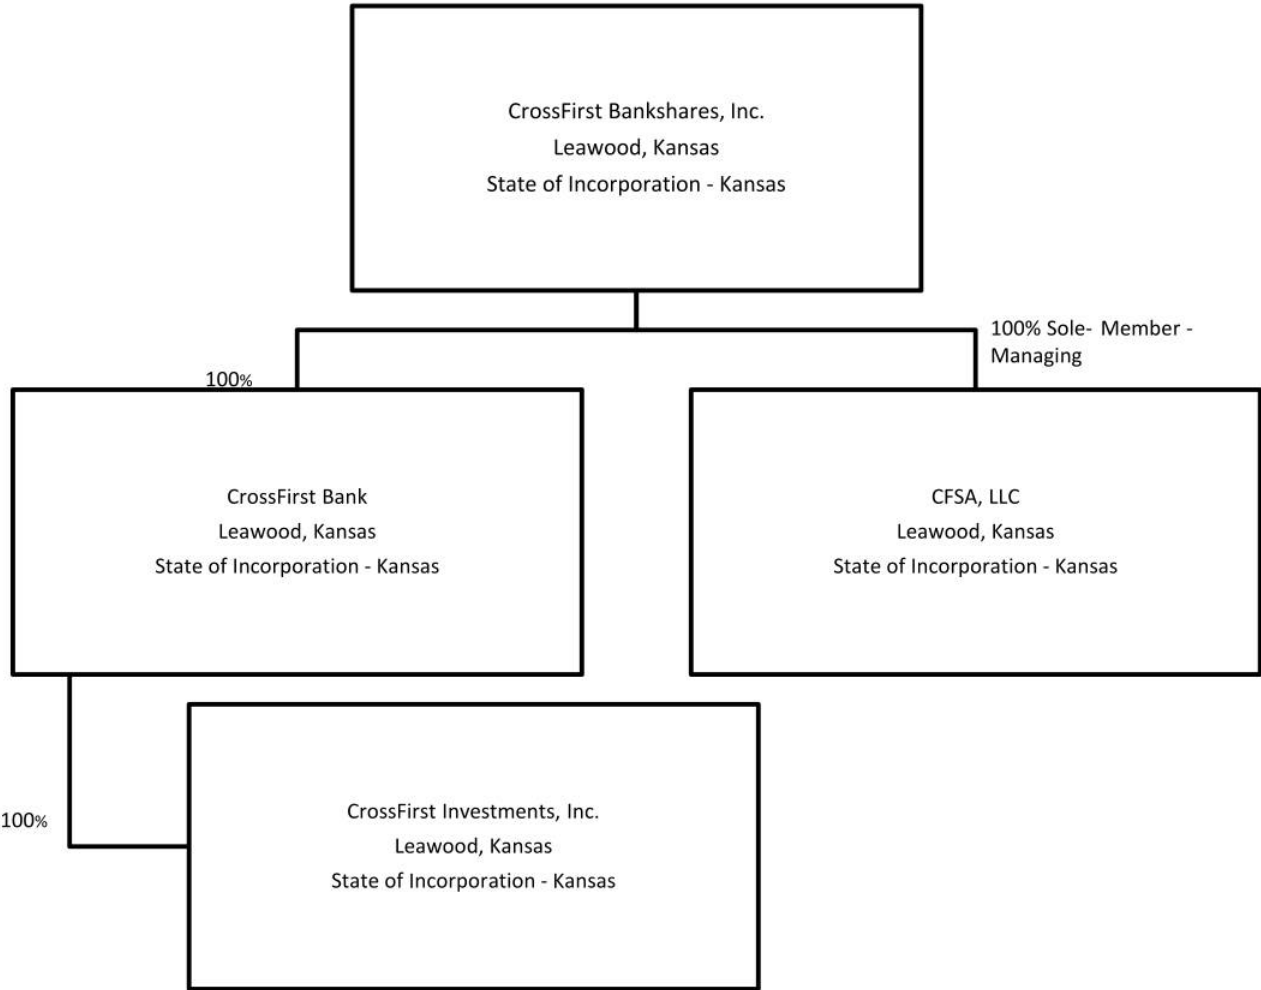 CrossFirst Bankshares, Inc.
Leawood, Kansas
State of Incorporation - Kansas
100% Sole- Member -
Managing
100%
CrossFirst Bank
Leawood, Kansas
State of Incorporation - Kansas
CFSA, LLC
Leawood, Kansas
State of Incorporation - Kansas
100%
CrossFirst Investments, Inc.
Leawood, Kansas
State of Incorporation - Kansas